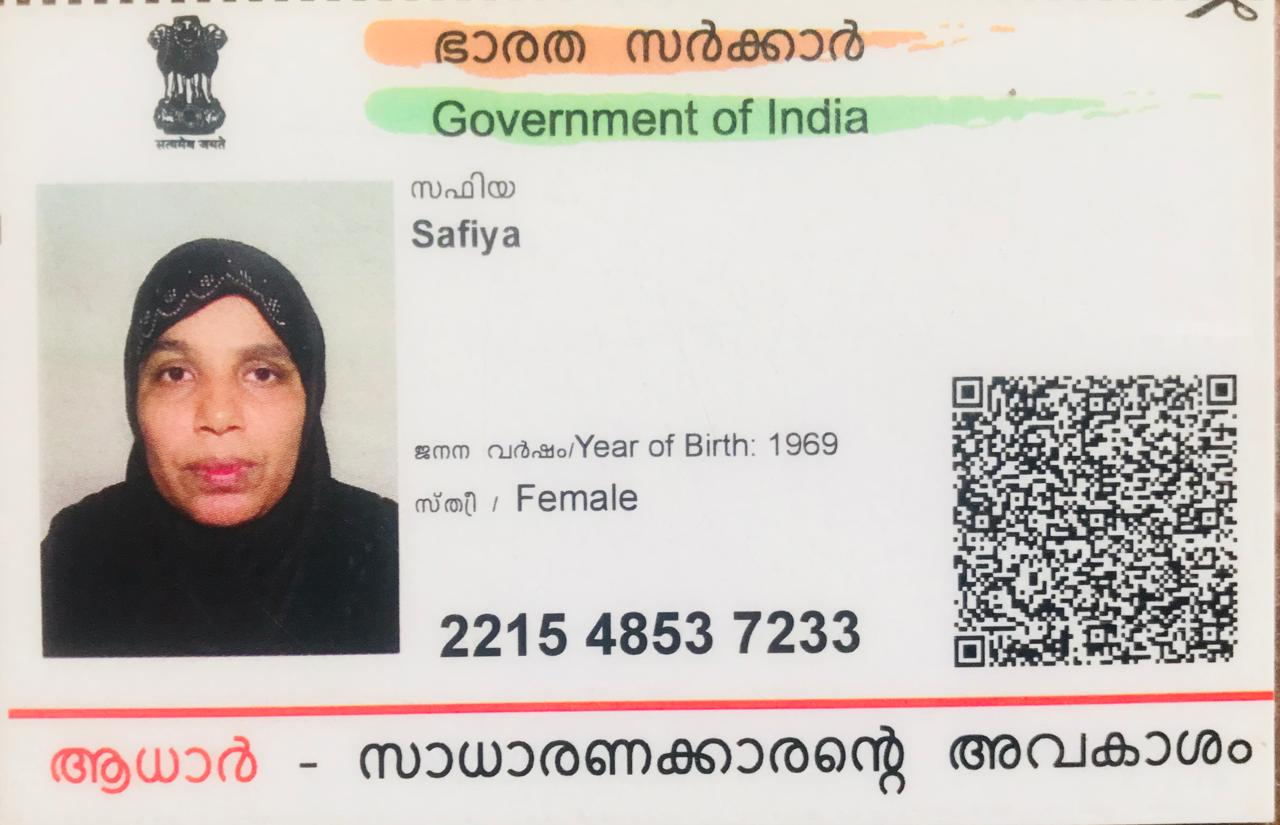 ഭാരത സർക്കാർ
Government of India
सत्यमेव जयते
സഫിയ
Safiya
ജനന വർഷം/Year of Birth: 1969
സ്ത്രീ / Female
2215 4853 7233
ആധാർ - സാധാരണക്കാരന്റെ അവകാശം